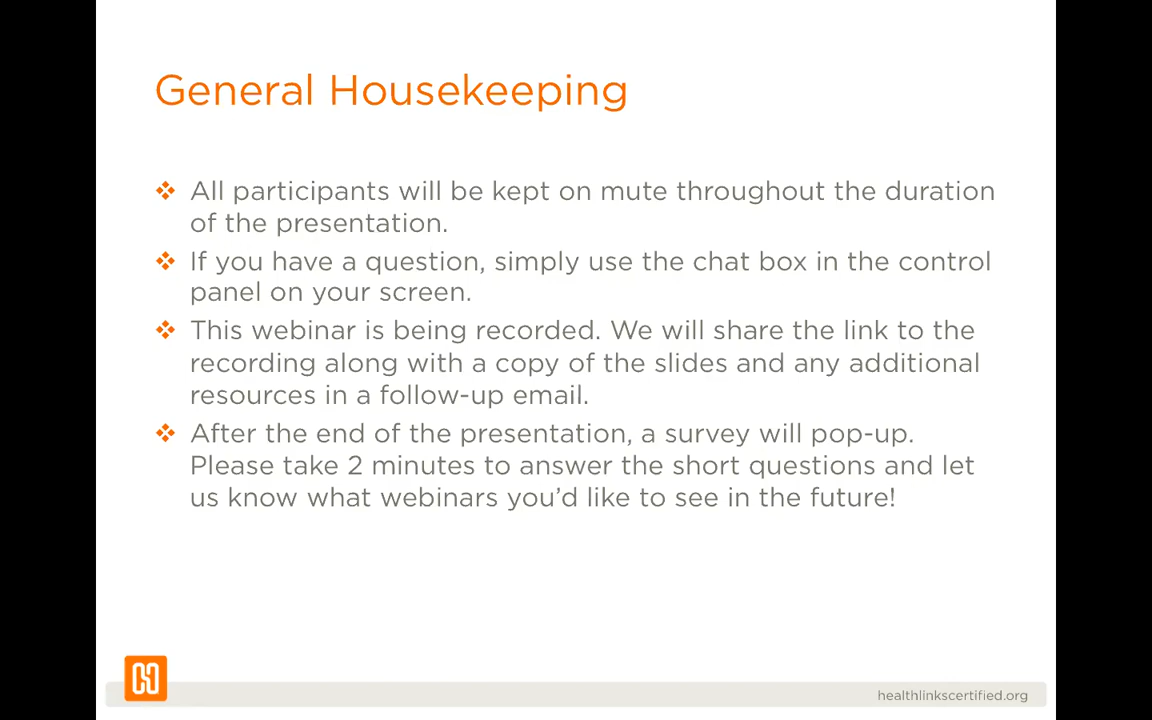 General Housekeeping
All participants will be kept on mute throughout the duration
of the presentation.
If you have a question, simply use the chat box in the control
panel on your screen.
This webinar is being recorded. We will share the link to the
recording along with a copy of the slides and any additional
resources in a follow-up email.
After the end of the presentation, a survey will pop-up.
Please take 2 minutes to answer the short questions and let
us know what webinars you’d like to see in the future!
healthlinkscertified.org